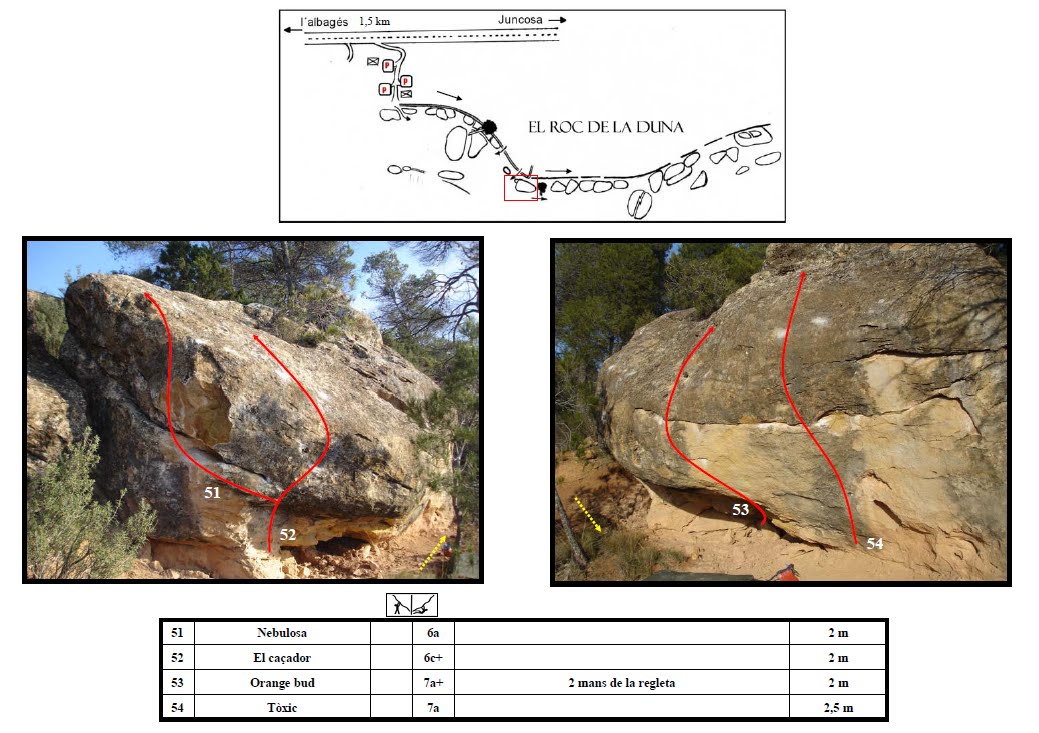 l´albagés 1,5 km Juncosa
P
P
P
EL ROC DE LA DUNA
51
52
53
54
51 Nebulosa 6a 2 m
52 El caçador 6c+ 2 m
53 Orange bud 7a+ 2 mans de la regleta 2 m
54 Tòxic 7a 2,5 m